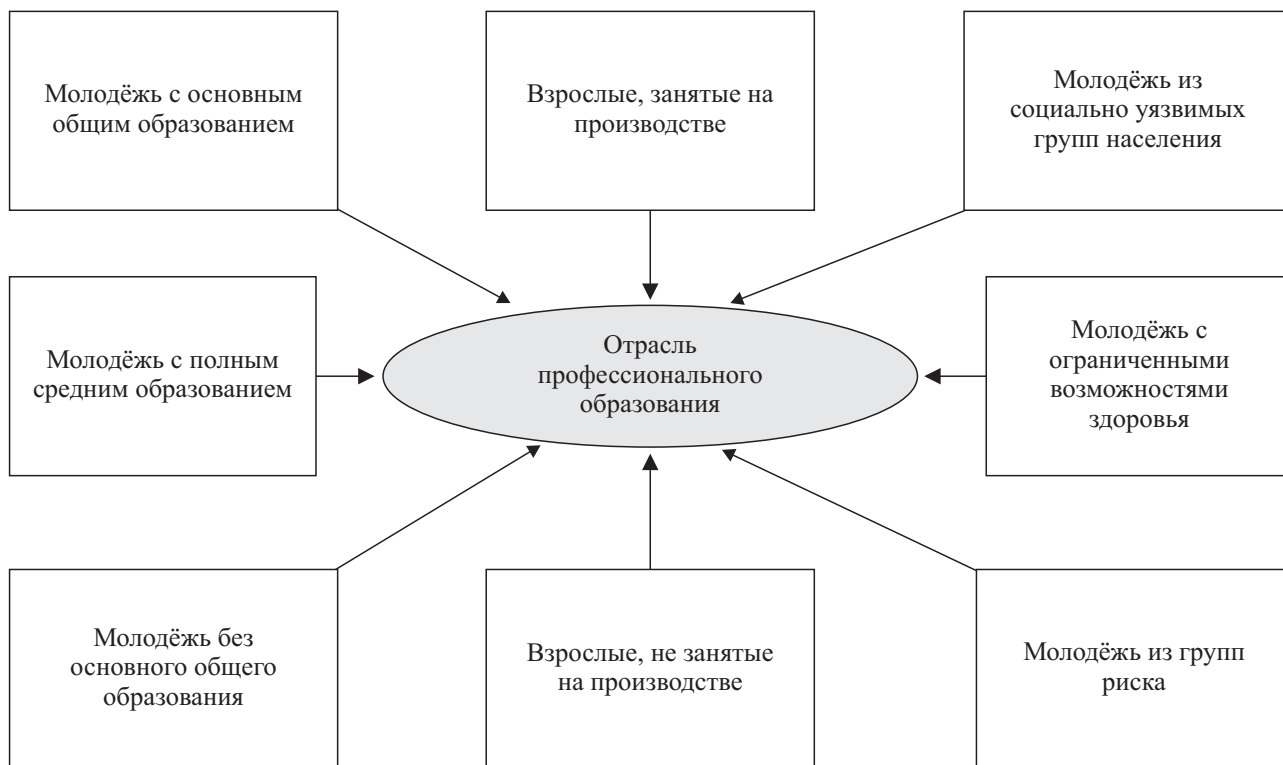 Молодёжь с основным
общим образованием
Взрослые, занятые на
производстве
Молодёжь из
социально уязвимых
групп населения
Молодёжь с полным
средним образованием
Отрасль
профессионального
образования
Молодёжь с
ограниченными
возможностями
здоровья
Молодёжь без
основного общего
образования
Взрослые, не занятые
на производстве
Молодёжь из групп
риска